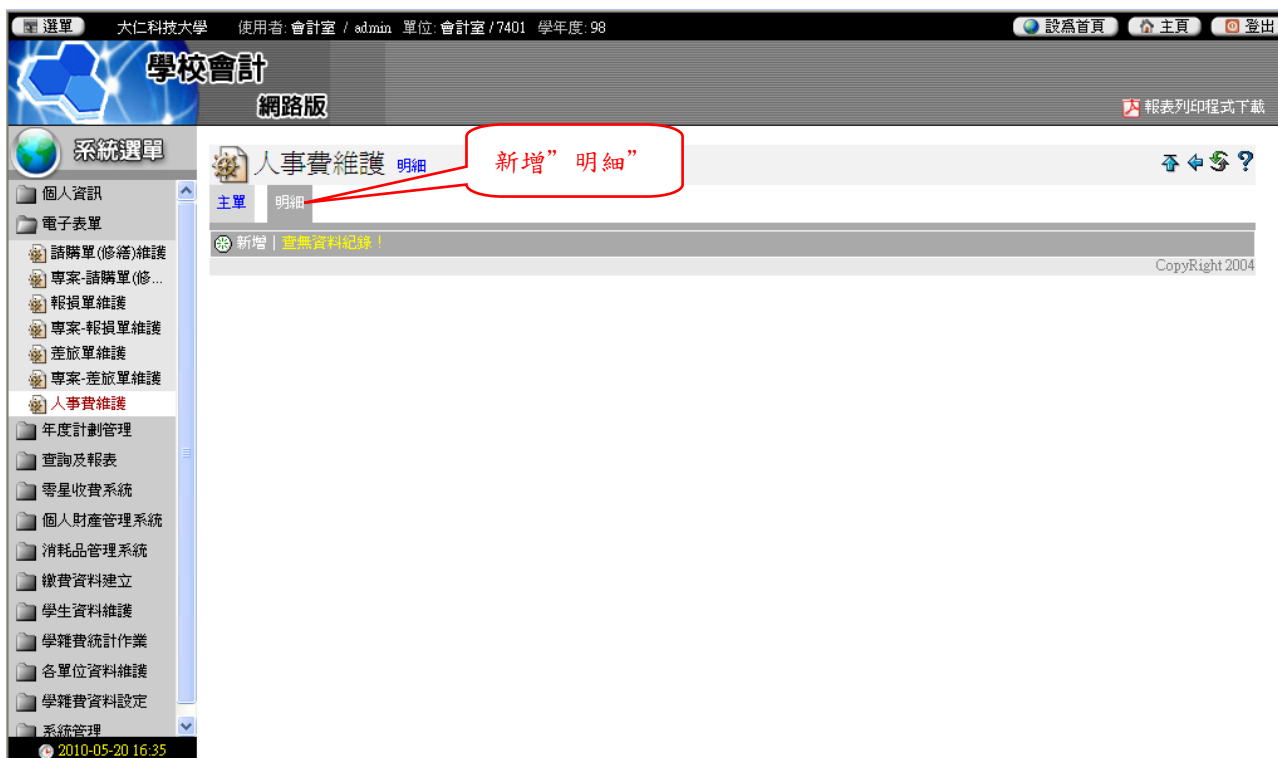 選單 大仁科技大學 使用者: 會計室 / admin 單位: 會計室 / 7401 學年度: 98 設為首頁 主頁 登出
學校會計
網路版
報表列印程式下載
系統選單
人事費維護 明細
新增”明細”
主單 明細
新增 | 查無資料紀錄！
CopyRight 2004
個人資訊
電子表單
請購單(修繕)維護
專案-請購單(修...
報損單維護
專案-報損單維護
差旅單維護
專案-差旅單維護
人事費維護
年度計劃管理
查詢及報表
零星收費系統
個人財產管理系統
消耗品管理系統
繳費資料建立
學生資料維護
學雜費統計作業
各單位資料維護
學雜費資料設定
系統管理
2010-05-20 16:35